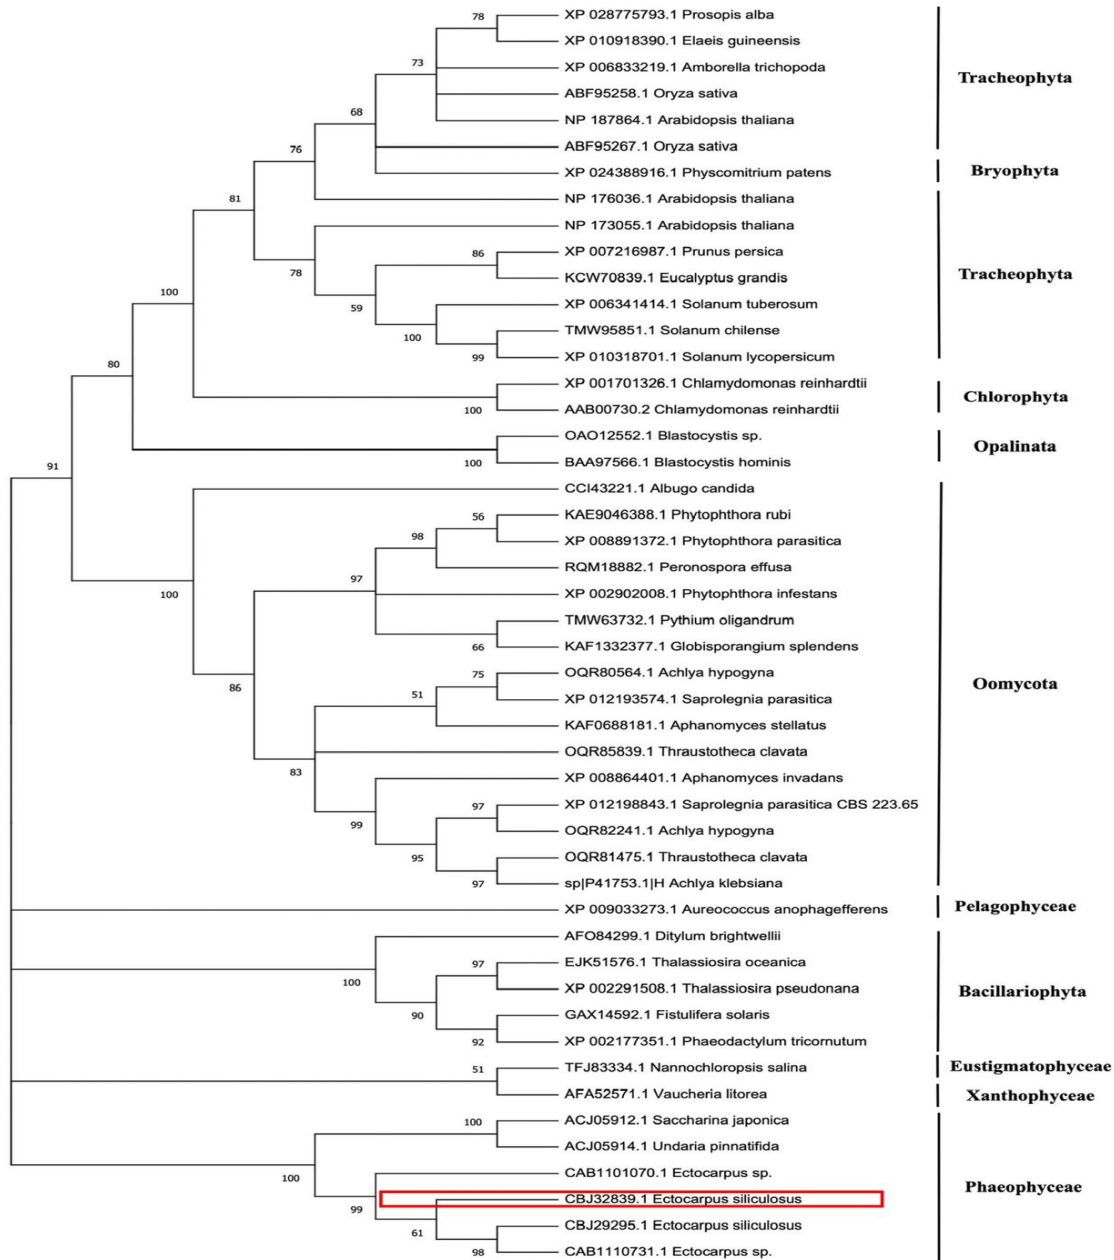 78
XP 028775793.1 Prosopis alba
XP 010918390.1 Elaeis guineensis
73
XP 006833219.1 Amborella trichopoda
Tracheophyta
ABF95258.1 Oryza sativa
68
NP 187864.1 Arabidopsis thaliana
76
ABF95267.1 Oryza sativa
XP 024388916.1 Physcomitrium patens
Bryophyta
81
NP 176036.1 Arabidopsis thaliana
NP 173055.1 Arabidopsis thaliana
86
XP 007216987.1 Prunus persica
78
KCW70839.1 Eucalyptus grandis
Tracheophyta
100
59
XP 006341414.1 Solanum tuberosum
100
TMW95851.1 Solanum chilense
99
XP 010318701.1 Solanum lycopersicum
80
XP 001701326.1 Chlamydomonas reinhardtii
Chlorophyta
100
AAB00730.2 Chlamydomonas reinhardtii
OAO12552.1 Blastocystis sp.
Opalinata
91
100
BAA97566.1 Blastocystis hominis
CCI43221.1 Albugo candida
56
KAE9046388.1 Phytophthora rubi
98
XP 008891372.1 Phytophthora parasitica
RQM18882.1 Peronospora effusa
97
100
XP 002902008.1 Phytophthora infestans
TMW63732.1 Pythium oligandrum
66
KAF1332377.1 Globisporangium splendens
75
OQR80564.1 Achlya hypogyna
86
Oomycota
51
XP 012193574.1 Saprolegnia parasitica
KAF0688181.1 Aphanomyces stellatus
OQR85839.1 Thraustotheca clavata
83
XP 008864401.1 Aphanomyces invadans
97
XP 012198843.1 Saprolegnia parasitica CBS 223.65
99
OQR82241.1 Achlya hypogyna
95
OQR81475.1 Thraustotheca clavata
97
sp|P41753.1|H Achlya klebsiana
XP 009033273.1 Aureococcus anophagefferens
Pelagophyceae
AFO84299.1 Ditylum brightwellii
97
EJK51576.1 Thalassiosira oceanica
100
XP 002291508.1 Thalassiosira pseudonana
Bacillariophyta
90
GAX14592.1 Fistulifera solaris
92
XP 002177351.1 Phaeodactylum tricornutum
51
TFJ83334.1 Nannochloropsis salina
Eustigmatophyceae
AFA52571.1 Vaucheria litorea
Xanthophyceae
100
ACJ05912.1 Saccharina japonica
ACJ05914.1 Undaria pinnatifida
100
CAB1101070.1 Ectocarpus sp.
Phaeophyceae
99
CBJ32839.1 Ectocarpus siliculosus
61
CBJ29295.1 Ectocarpus siliculosus
98
CAB1110731.1 Ectocarpus sp.